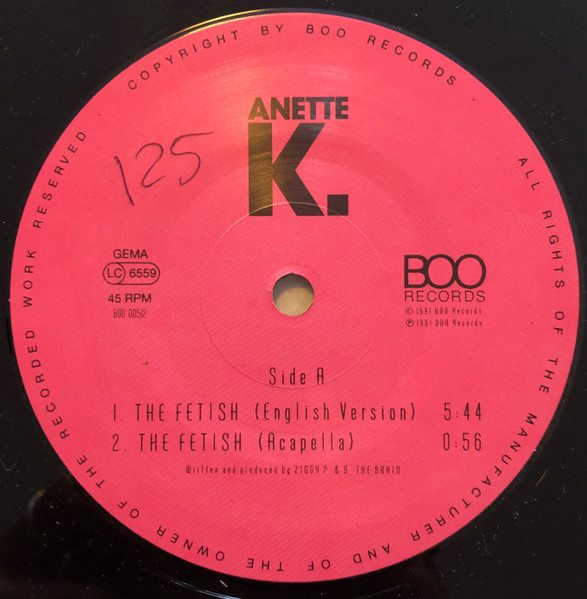 COPYRIGHT BY BOO RECORDS
ALL RIGHTS OF THE MANUFACTURER AND OF THE OWNER OF THE RECORDED WORK RESERVED
ANETTE
K.
125
GEMA
LC 6559
45 RPM
BOO 00512
BOO
RECORDS
© 1991 BOO Records
℗ 1991 BOO Records
Side A
1. THE FETISH (English Version) 5:44
2. THE FETISH (Acapella) 0:56
Written and produced by ZIGGY P. & D. THE BRAIN